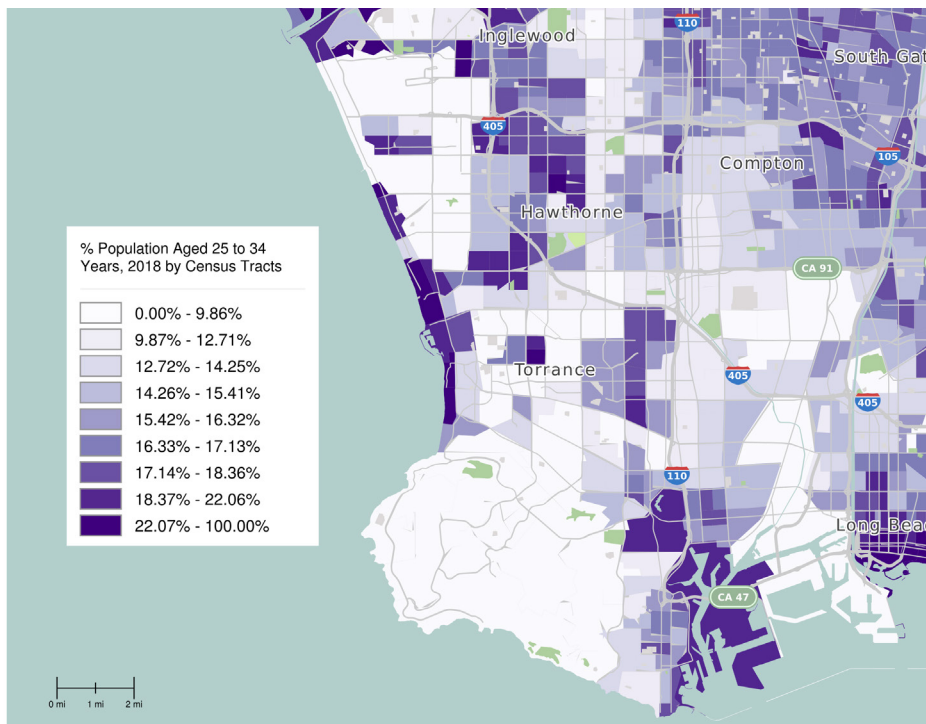 110
Inglewood
South Gat
405
105
Compton
Hawthorne
% Population Aged 25 to 34
Years, 2018 by Census Tracts
CA 91
0.00% - 9.86%
9.87% - 12.71%
12.72% - 14.25%
14.26% - 15.41%
15.42% - 16.32%
16.33% - 17.13%
17.14% - 18.36%
18.37% - 22.06%
22.07% - 100.00%
Torrance
405
405
110
Long Beac
CA 47
0 mi 1 mi 2 mi